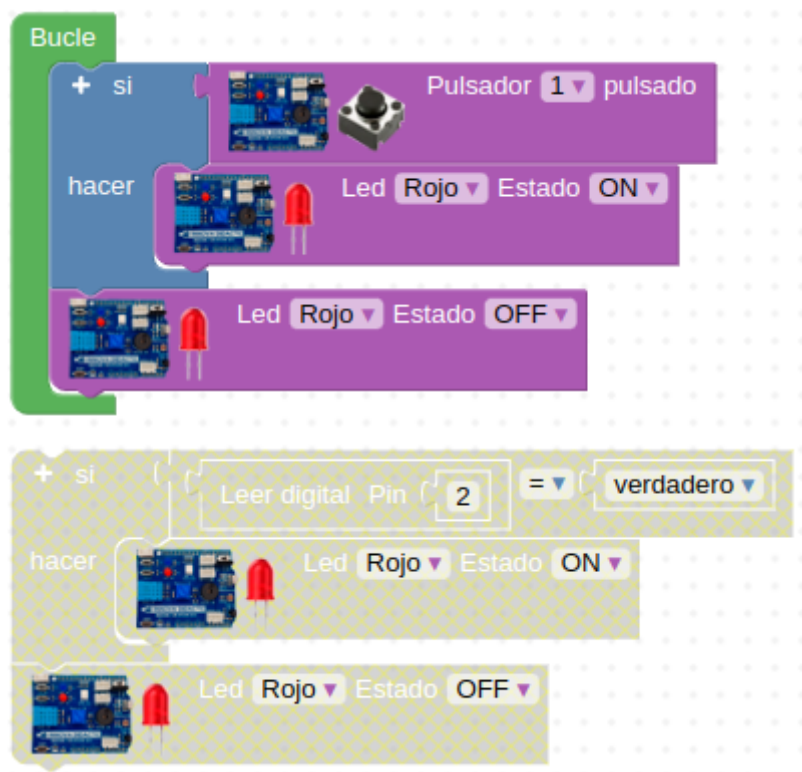 Bucle
+ si Pulsador 1 pulsado
hacer Led Rojo Estado ON
Led Rojo Estado OFF
+ si Leer digital Pin 2 = verdadero
hacer Led Rojo Estado ON
Led Rojo Estado OFF